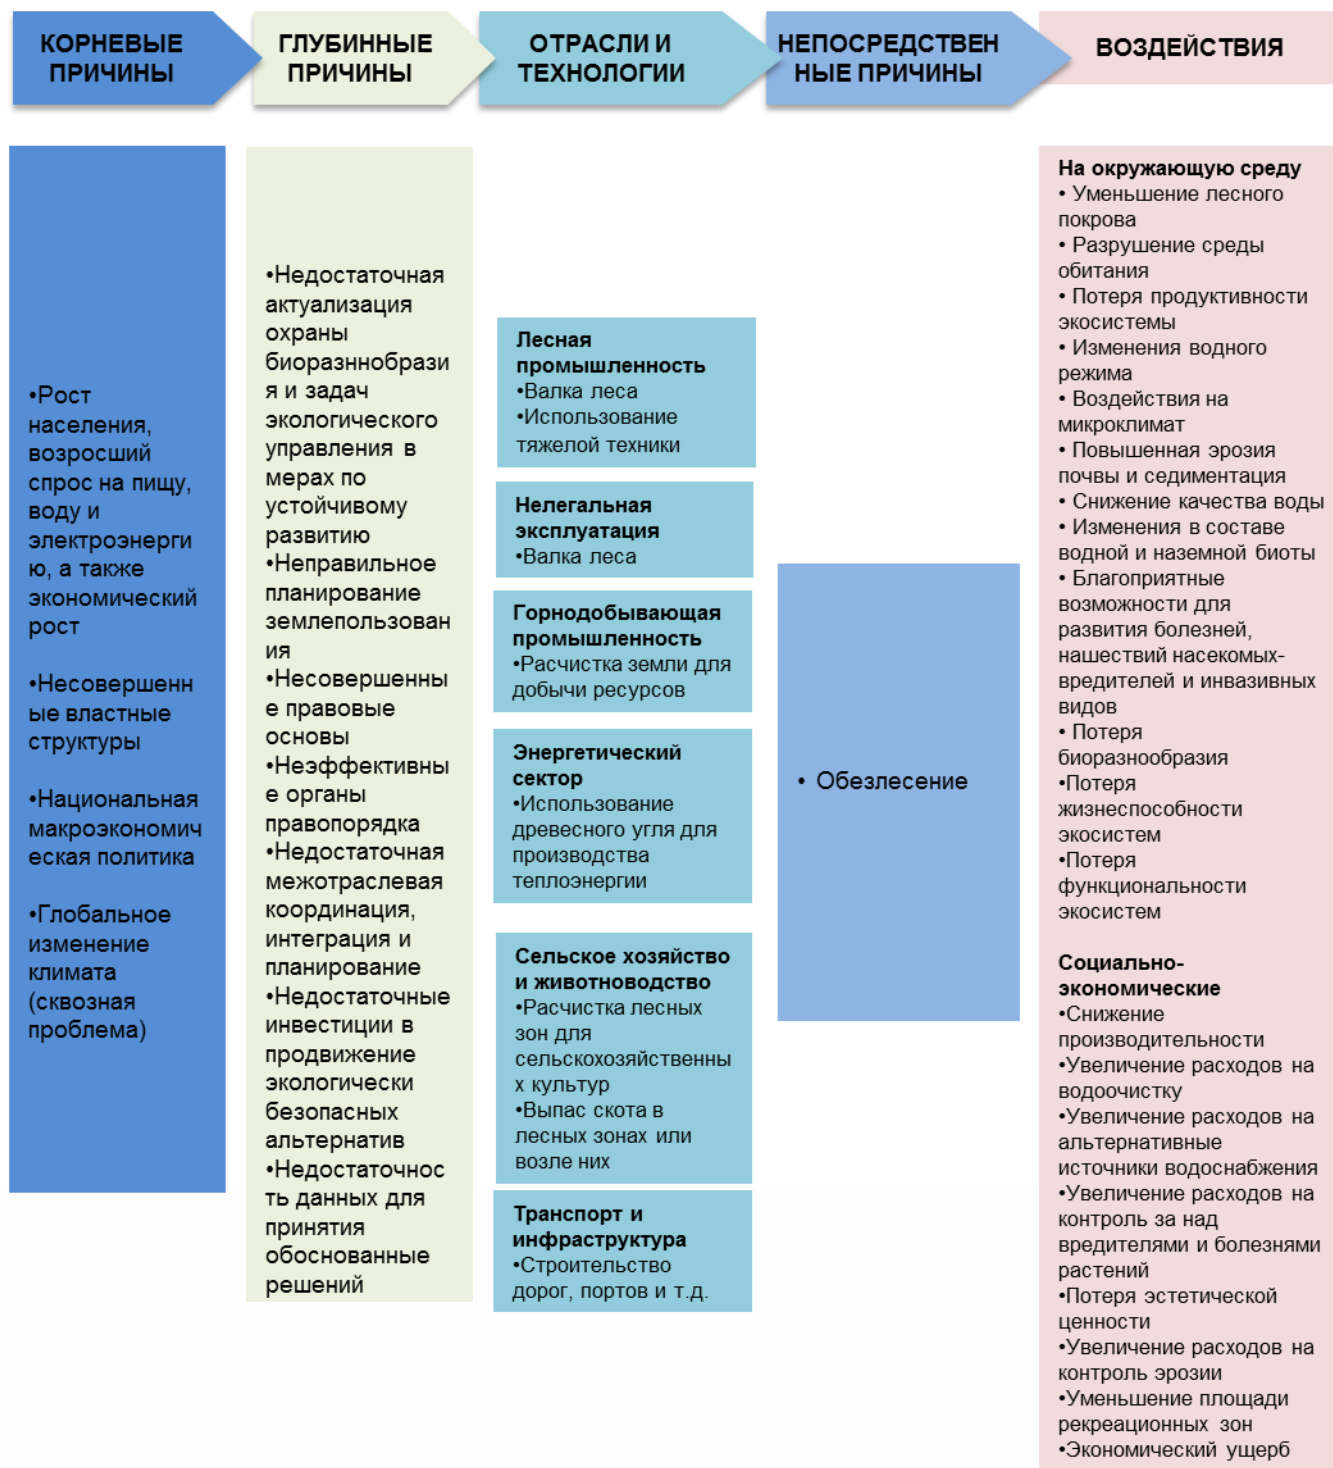 КОРНЕВЫЕ
ПРИЧИНЫ
ГЛУБИННЫЕ
ПРИЧИНЫ
ОТРАСЛИ И
ТЕХНОЛОГИИ
НЕПОСРЕДСТВЕН
НЫЕ ПРИЧИНЫ
ВОЗДЕЙСТВИЯ
•Рост
населения,
возросший
спрос на пищу,
воду и
электроэнерги
ю, а также
экономический
рост
•Несовершенн
ые властные
структуры
•Национальная
макроэкономич
еская политика
•Глобальное
изменение
климата
(сквозная
проблема)
•Недостаточная
актуализация
охраны
биоразннобрази
я и задач
экологического
управления в
мерах по
устойчивому
развитию
•Неправильное
планирование
землепользован
ия
•Несовершенны
е правовые
основы
•Неэффективны
е органы
правопорядка
•Недостаточная
межотраслевая
координация,
интеграция и
планирование
•Недостаточные
инвестиции в
продвижение
экологически
безопасных
альтернатив
•Недостаточнос
ть данных для
принятия
обоснованные
решений
Лесная
промышленность
•Валка леса
•Использование
тяжелой техники
Нелегальная
эксплуатация
•Валка леса
Горнодобывающая
промышленность
•Расчистка земли для
добычи ресурсов
Энергетический
сектор
•Использование
древесного угля для
производства
теплоэнергии
Сельское хозяйство
и животноводство
•Расчистка лесных
зон для
сельскохозяйственны
х культур
•Выпас скота в
лесных зонах или
возле них
Транспорт и
инфраструктура
•Строительство
дорог, портов и т.д.
• Обезлесение
На окружающую среду
• Уменьшение лесного
покрова
• Разрушение среды
обитания
• Потеря продуктивности
экосистемы
• Изменения водного
режима
• Воздействия на
микроклимат
• Повышенная эрозия
почвы и седиментация
• Снижение качества воды
• Изменения в составе
водной и наземной биоты
• Благоприятные
возможности для
развития болезней,
нашествий насекомых-
вредителей и инвазивных
видов
• Потеря
биоразнообразия
•Потеря
жизнеспособности
экосистем
•Потеря
функциональности
экосистем
Социально-
экономические
•Снижение
производительности
•Увеличение расходов на
водоочистку
•Увеличение расходов на
альтернативные
источники водоснабжения
•Увеличение расходов на
контроль за над
вредителями и болезнями
растений
•Потеря эстетической
ценности
•Увеличение расходов на
контроль эрозии
•Уменьшение площади
рекреационных зон
•Экономический ущерб